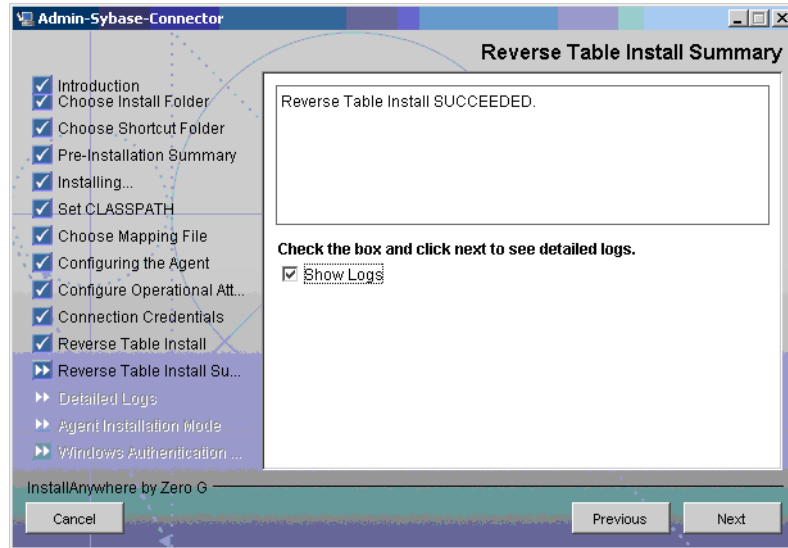 Admin-Sybase-Connector
Reverse Table Install Summary
Introduction
Choose Install Folder
Choose Shortcut Folder
Pre-Installation Summary
Installing...
Set CLASSPATH
Choose Mapping File
Configuring the Agent
Configure Operational Att...
Connection Credentials
Reverse Table Install
Reverse Table Install Su...
Detailed Logs
Agent Installation Mode
Windows Authentication ...
Reverse Table Install SUCCEEDED.
Check the box and click next to see detailed logs.
Show Logs
InstallAnywhere by Zero G
Cancel
Previous
Next